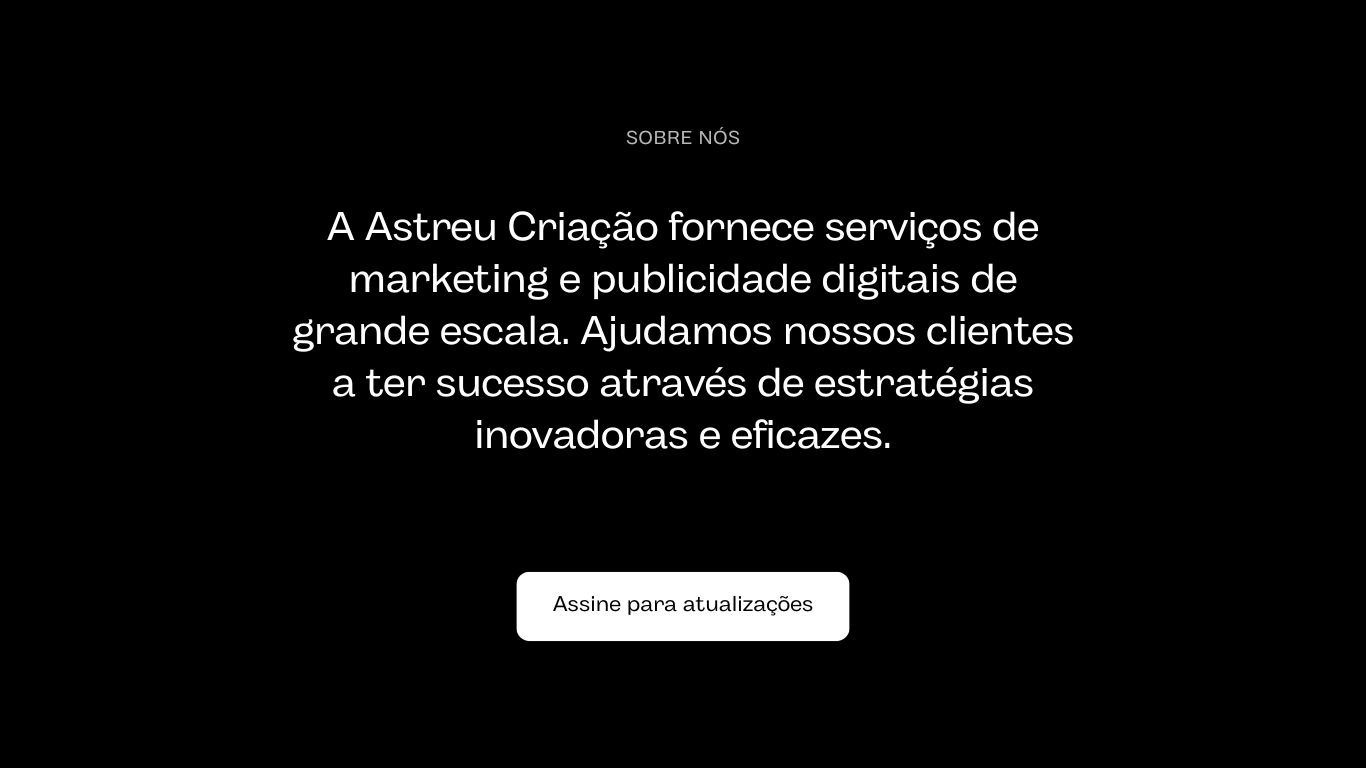 SOBRE NÓS
A Astreu Criação fornece serviços de
marketing e publicidade digitais de
grande escala. Ajudamos nossos clientes
a ter sucesso através de estratégias
inovadoras e eficazes.
Assine para atualizações